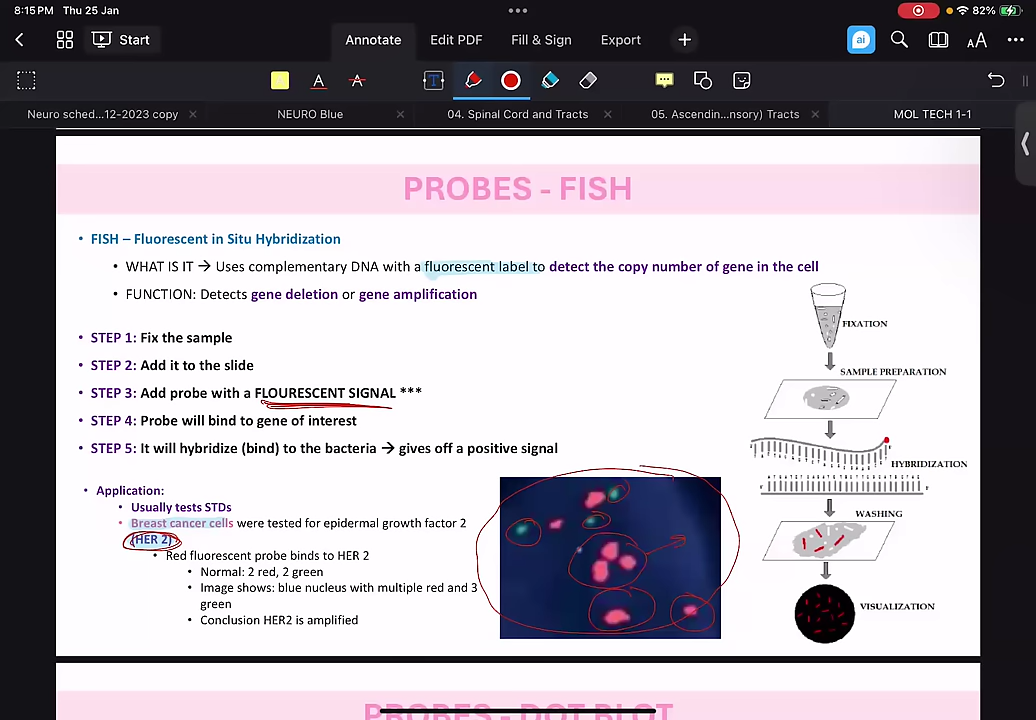 8:15 PM Thu 25 Jan
82%
Start
Annotate
Edit PDF
Fill & Sign
Export
ai
AA
T
A
A
Neuro sched...12-2023 copy
NEURO Blue
04. Spinal Cord and Tracts
05. Ascendin...nsory) Tracts
MOL TECH 1-1
PROBES - FISH
• FISH – Fluorescent in Situ Hybridization
• WHAT IS IT → Uses complementary DNA with a fluorescent label to detect the copy number of gene in the cell
• FUNCTION: Detects gene deletion or gene amplification
• STEP 1: Fix the sample
• STEP 2: Add it to the slide
• STEP 3: Add probe with a FLOURESCENT SIGNAL ***
• STEP 4: Probe will bind to gene of interest
• STEP 5: It will hybridize (bind) to the bacteria → gives off a positive signal
• Application:
• Usually tests STDs
• Breast cancer cells were tested for epidermal growth factor 2
(HER 2)
• Red fluorescent probe binds to HER 2
• Normal: 2 red, 2 green
• Image shows: blue nucleus with multiple red and 3
green
• Conclusion HER2 is amplified
FIXATION
SAMPLE PREPARATION
HYBRIDIZATION
WASHING
VISUALIZATION
PROBES - DOT BLOT